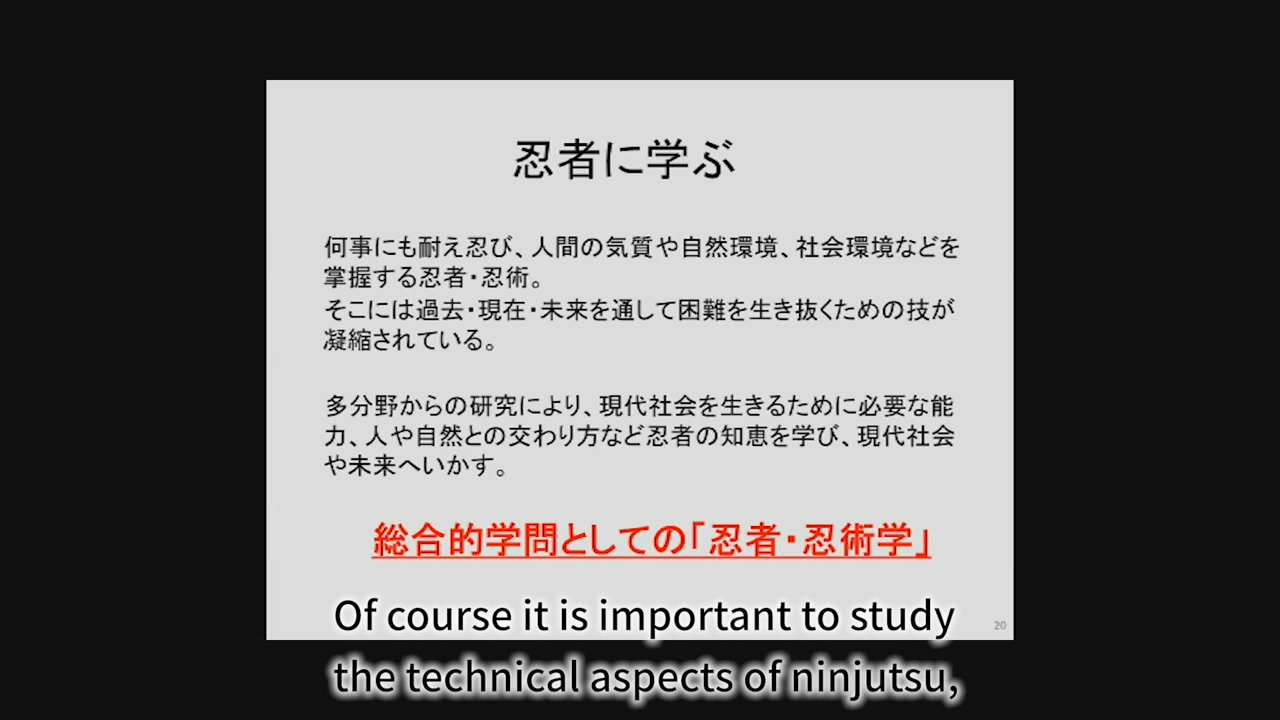 忍者に学ぶ
何事にも耐え忍び、人間の気質や自然環境、社会環境などを
掌握する忍者・忍術。
そこには過去・現在・未来を通して困難を生き抜くための技が
凝縮されている。
多分野からの研究により、現代社会を生きるために必要な能
力、人や自然との交わり方など忍者の知恵を学び、現代社会
や未来へいかす。
総合的学問としての「忍者・忍術学」
20
Of course it is important to study
the technical aspects of ninjutsu,